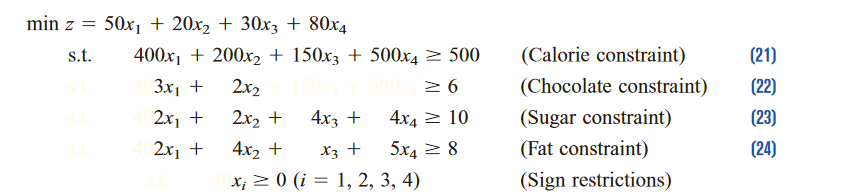 min z = 50x₁ + 20x₂ + 30x₃ + 80x₄
s.t. 400x₁ + 200x₂ + 150x₃ + 500x₄ ≥ 500 (Calorie constraint) (21)
3x₁ + 2x₂ ≥ 6 (Chocolate constraint) (22)
2x₁ + 2x₂ + 4x₃ + 4x₄ ≥ 10 (Sugar constraint) (23)
2x₁ + 4x₂ + x₃ + 5x₄ ≥ 8 (Fat constraint) (24)
xᵢ ≥ 0 (i = 1, 2, 3, 4) (Sign restrictions)